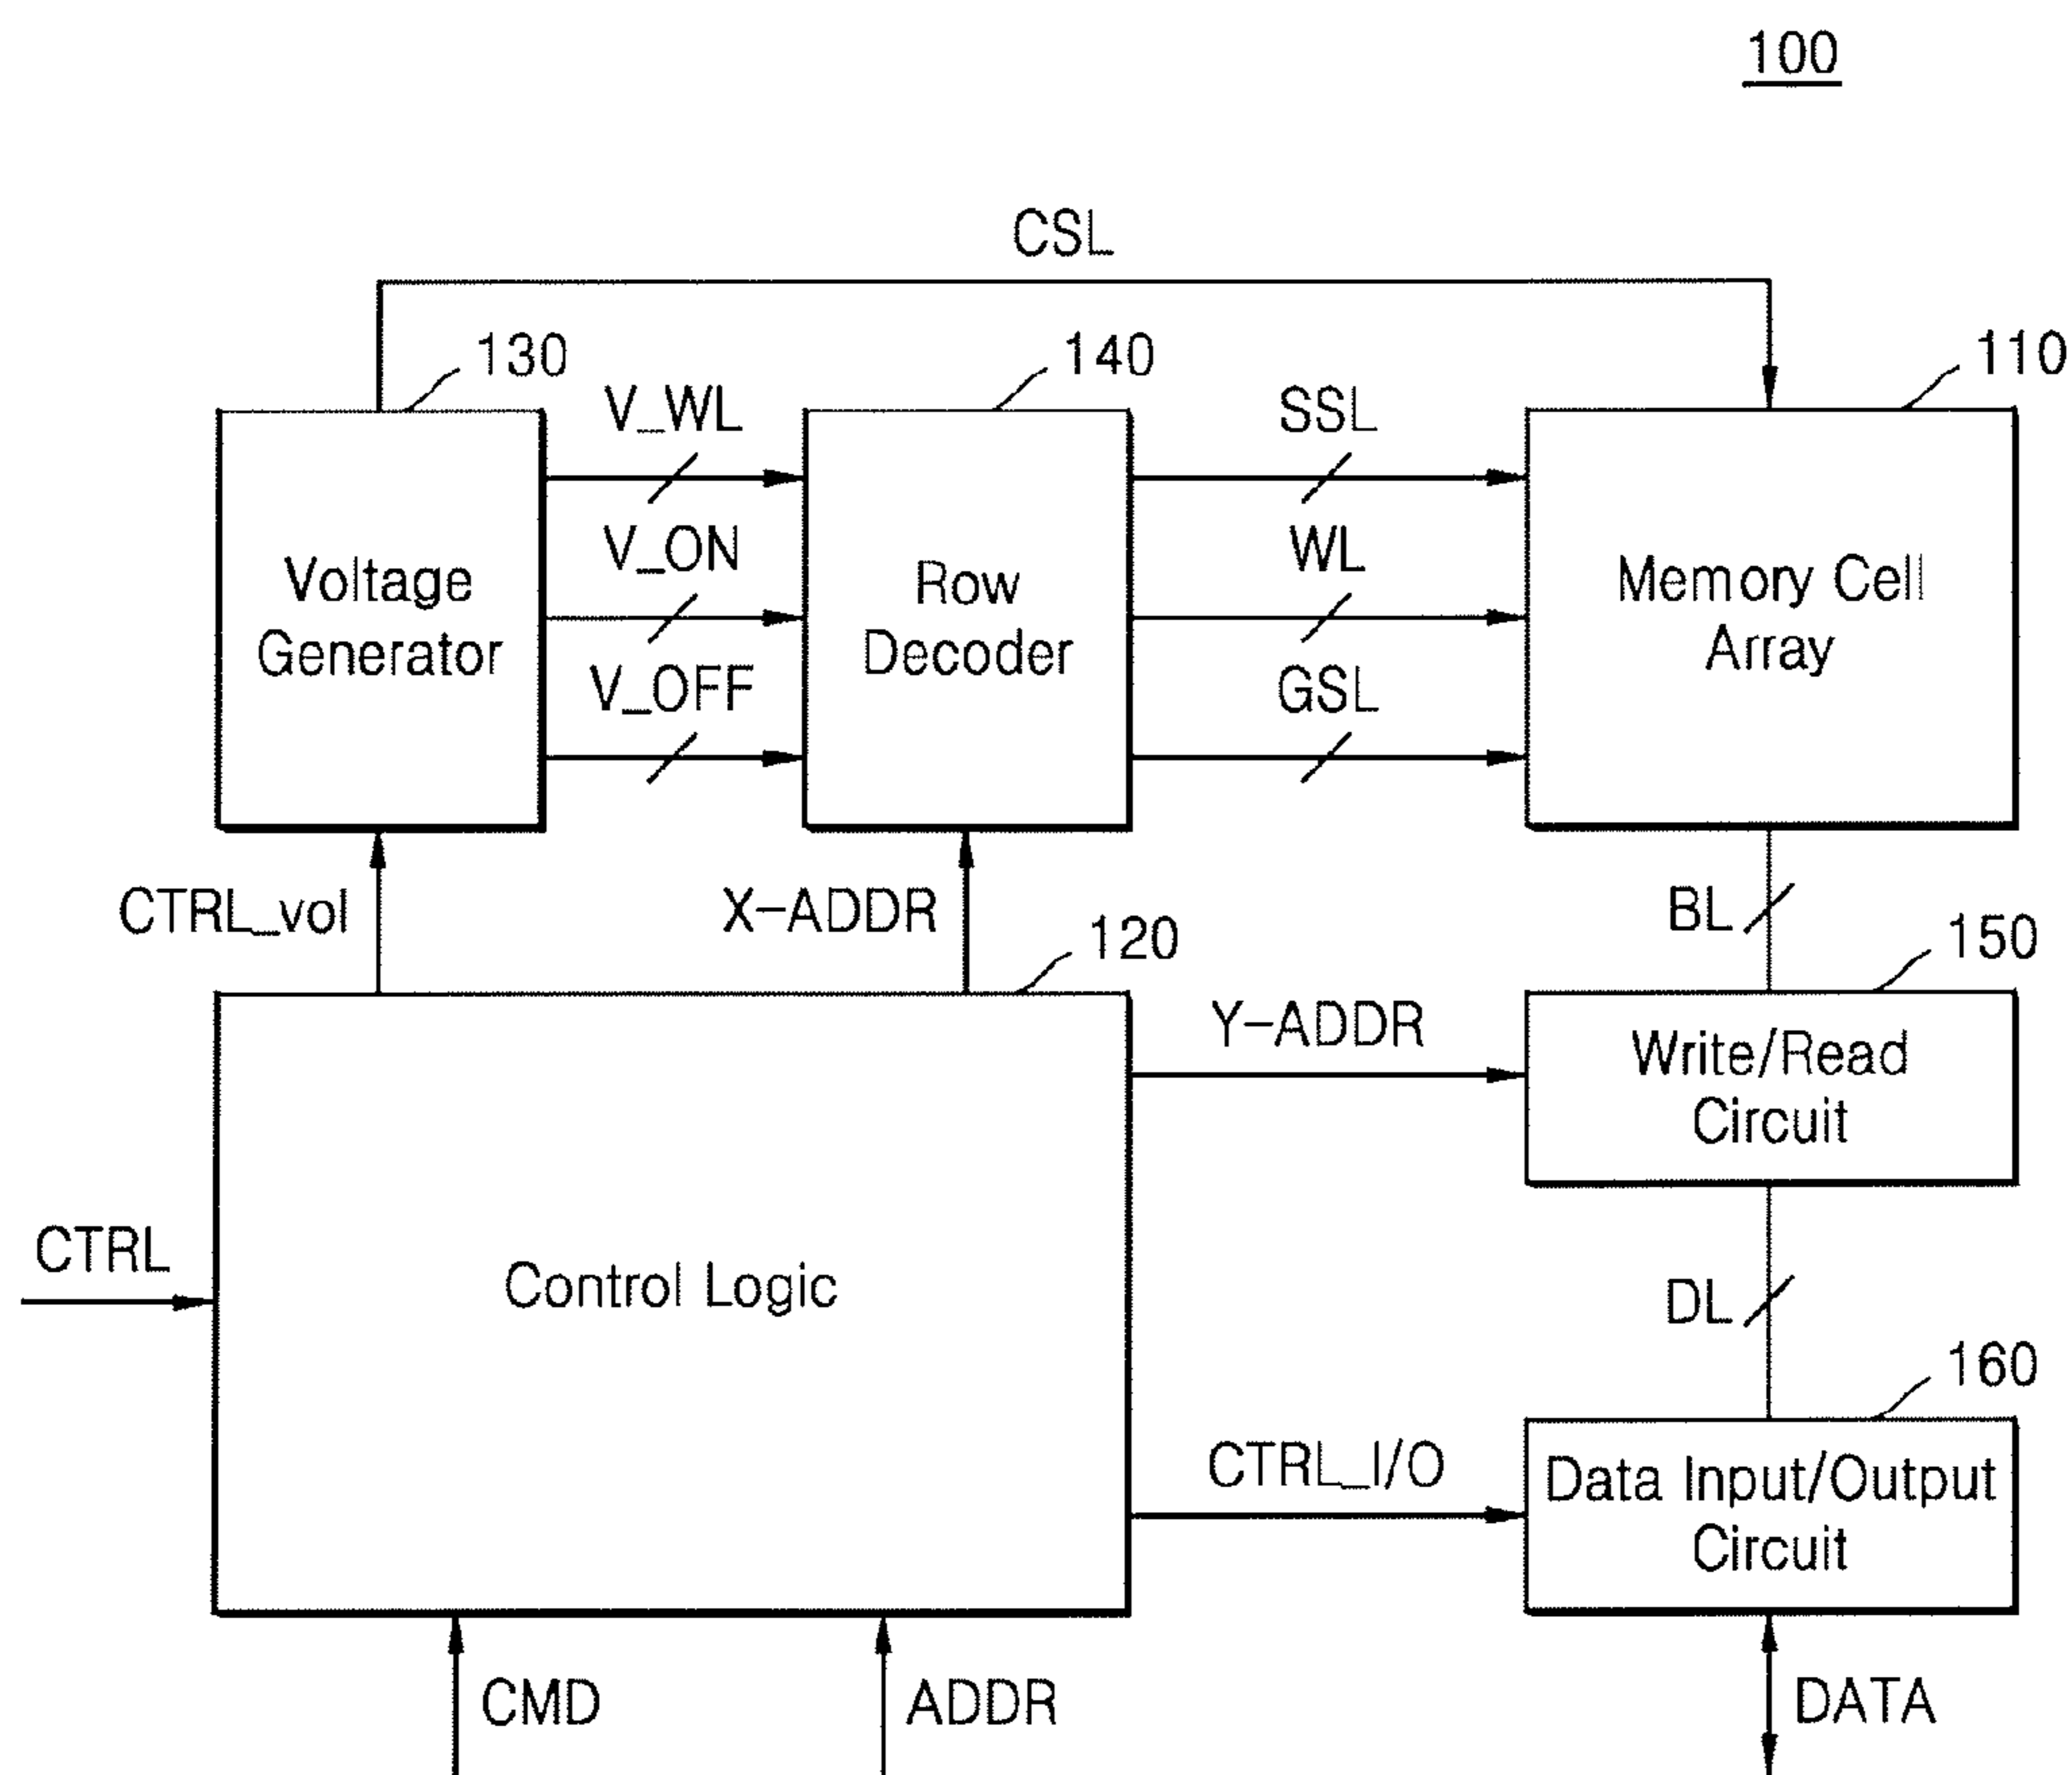 100
CSL
130
140
110
V_WL
SSL
V_ON
WL
V_OFF
GSL
Voltage
Generator
Row
Decoder
Memory Cell
Array
CTRL_vol
X-ADDR
120
BL
150
Y-ADDR
Write/Read
Circuit
CTRL
Control Logic
DL
160
CTRL_I/O
Data Input/Output
Circuit
CMD
ADDR
DATA